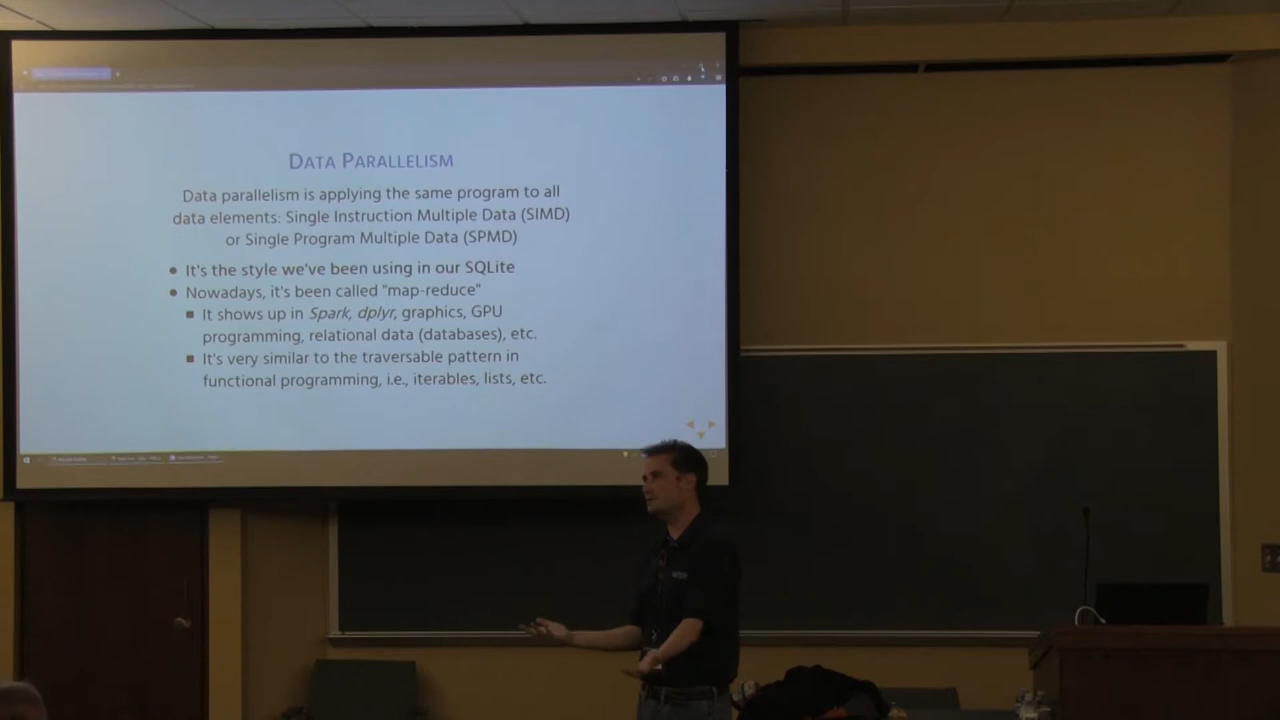 DATA PARALLELISM
Data parallelism is applying the same program to all
data elements: Single Instruction Multiple Data (SIMD)
or Single Program Multiple Data (SPMD)
• It's the style we've been using in our SQLite
• Nowadays, it's been called "map-reduce"
▪ It shows up in Spark, dplyr, graphics, GPU
programming, relational data (databases), etc.
▪ It's very similar to the traversable pattern in
functional programming, i.e., iterables, lists, etc.